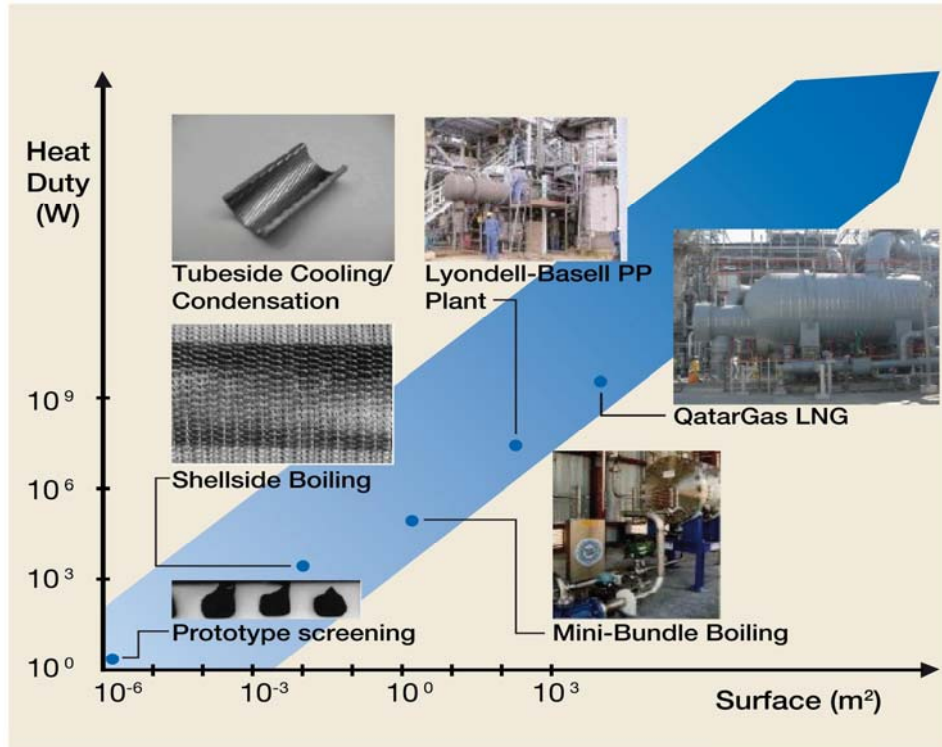 Heat
Duty
(W)
Tubeside Cooling/
Condensation
Lyondell-Basell PP
Plant
QatarGas LNG
Shellside Boiling
Prototype screening
Mini-Bundle Boiling
10⁹
10⁶
10³
10⁰
10⁻⁶
10⁻³
10⁰
10³
Surface (m²)